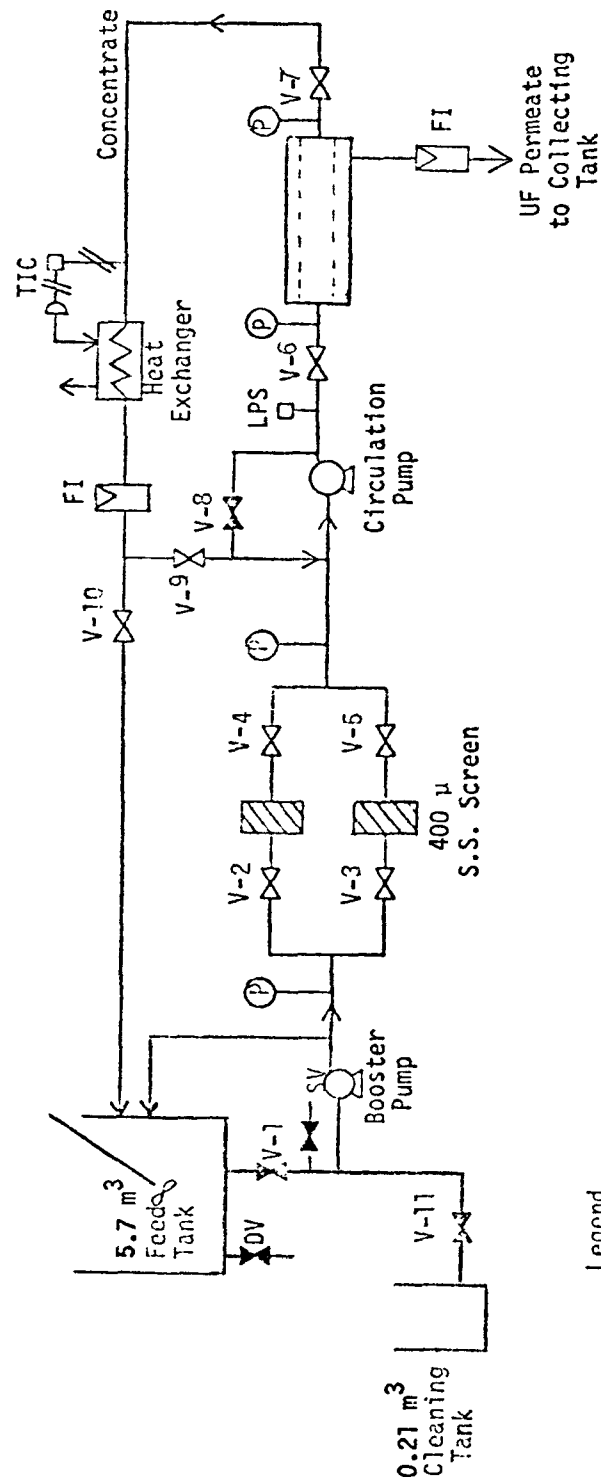 5.7 m³
Feed
Tank
DV
V-1
SV
Booster
Pump
0.21 m³
Cleaning
Tank
V-11
P
V-2
V-3
V-4
V-5
400 µ
S.S. Screen
P
V-10
V-9
V-8
FI
Heat
Exchanger
TIC
Circulation
Pump
LPS
V-6
P
P
V-7
Concentrate
FI
UF Permeate
to Collecting
Tank
Legend